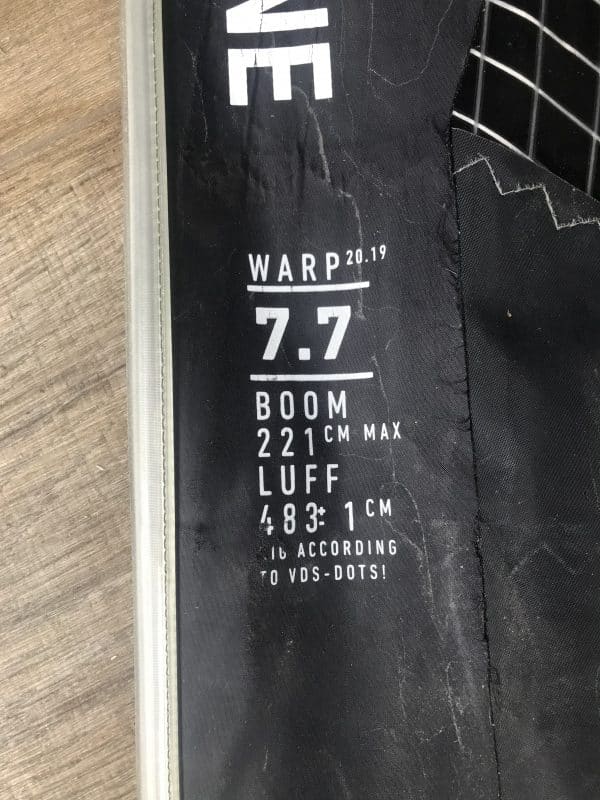 NE
WARP 20.19
7.7
BOOM
221 CM MAX
LUFF
483± 1 CM
ACCORDING
TO VDS-DOTS!